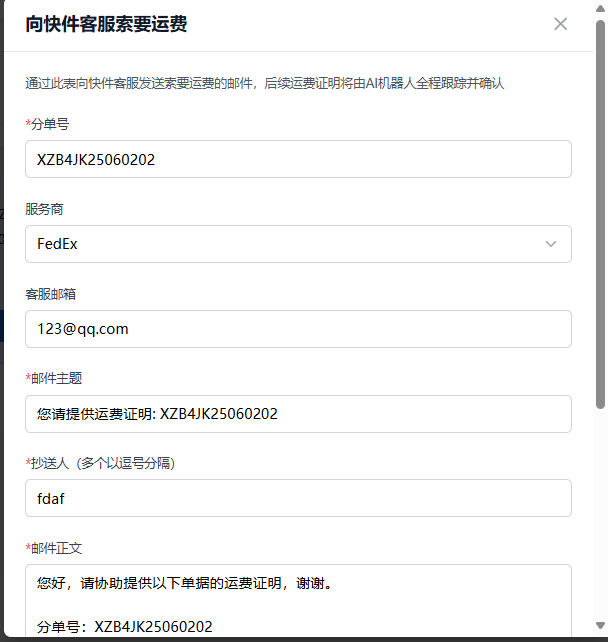 向快件客服索要运费
通过此表向快件客服发送索要运费的邮件，后续运费证明将由AI机器人全程跟踪并确认
*分单号
XZB4JK25060202
服务商
FedEx
客服邮箱
123@qq.com
*邮件主题
您请提供运费证明: XZB4JK25060202
*抄送人（多个以逗号分隔）
fdaf
*邮件正文
您好，请协助提供以下单据的运费证明，谢谢。
分单号：XZB4JK25060202